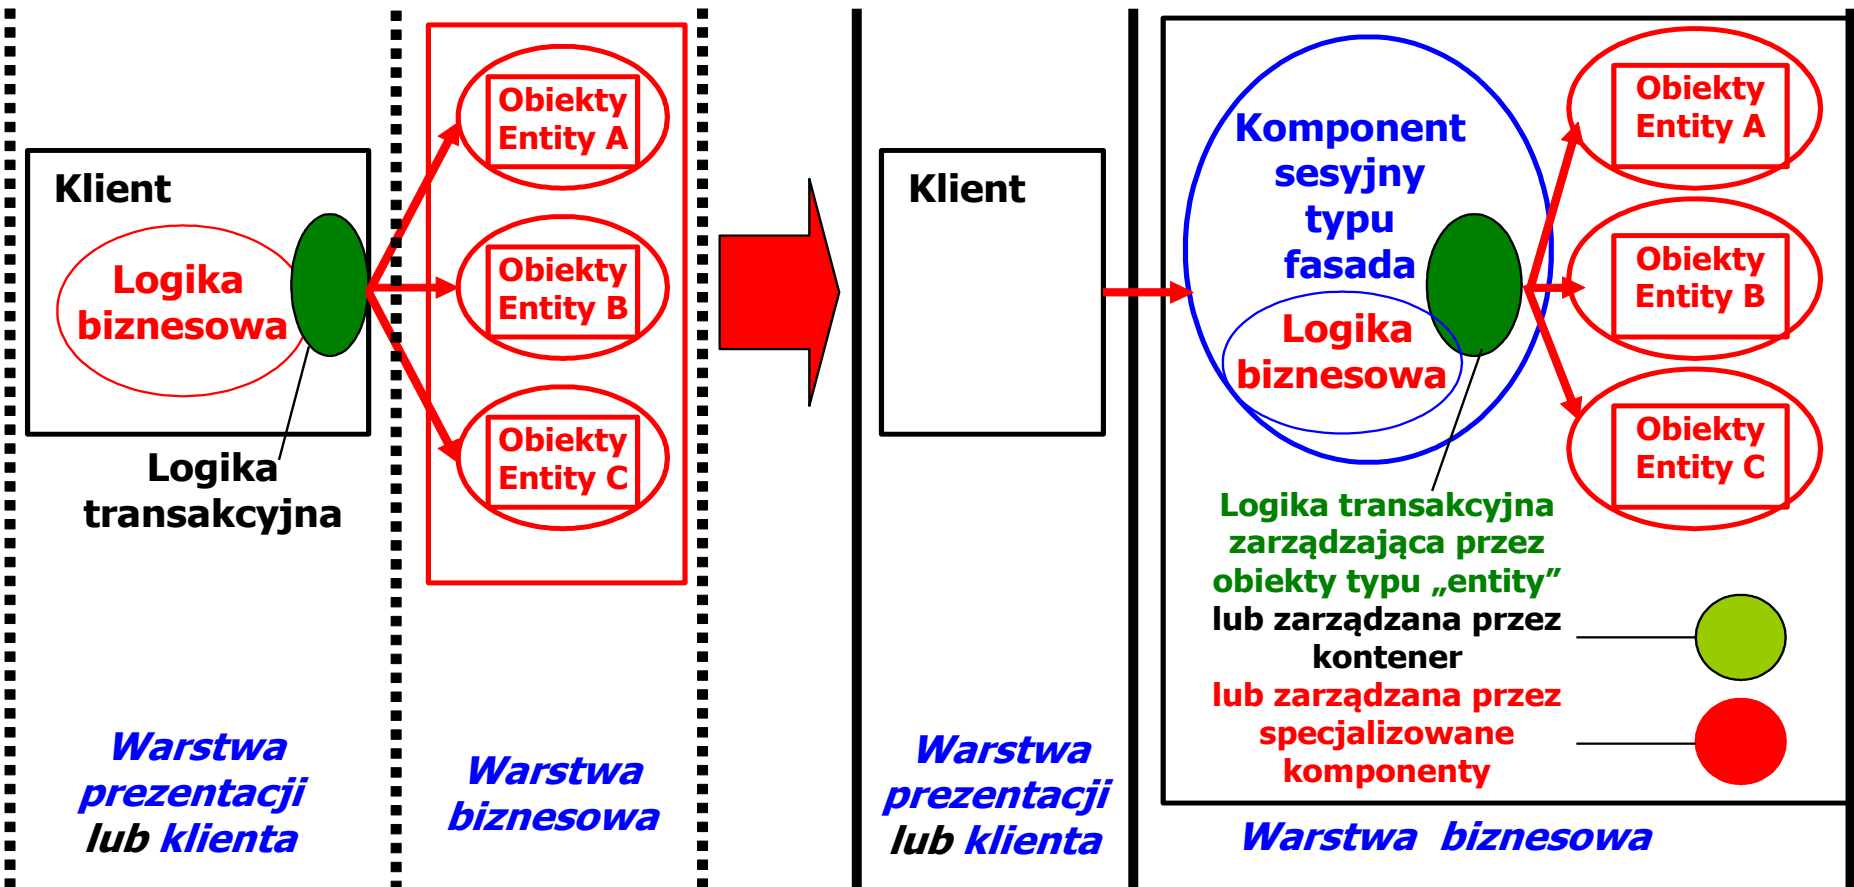 Klient
Logika
biznesowa
Logika
transakcyjna
Warstwa
prezentacji
lub klienta
Obiekty
Entity A
Obiekty
Entity B
Obiekty
Entity C
Warstwa
biznesowa
Klient
Warstwa
prezentacji
lub klienta
Komponent
sesyjny
typu
fasada
Logika
biznesowa
Obiekty
Entity A
Obiekty
Entity B
Obiekty
Entity C
Logika transakcyjna
zarządzająca przez
obiekty typu „entity”
lub zarządzana przez
kontener
lub zarządzana przez
specjalizowane
komponenty
Warstwa biznesowa